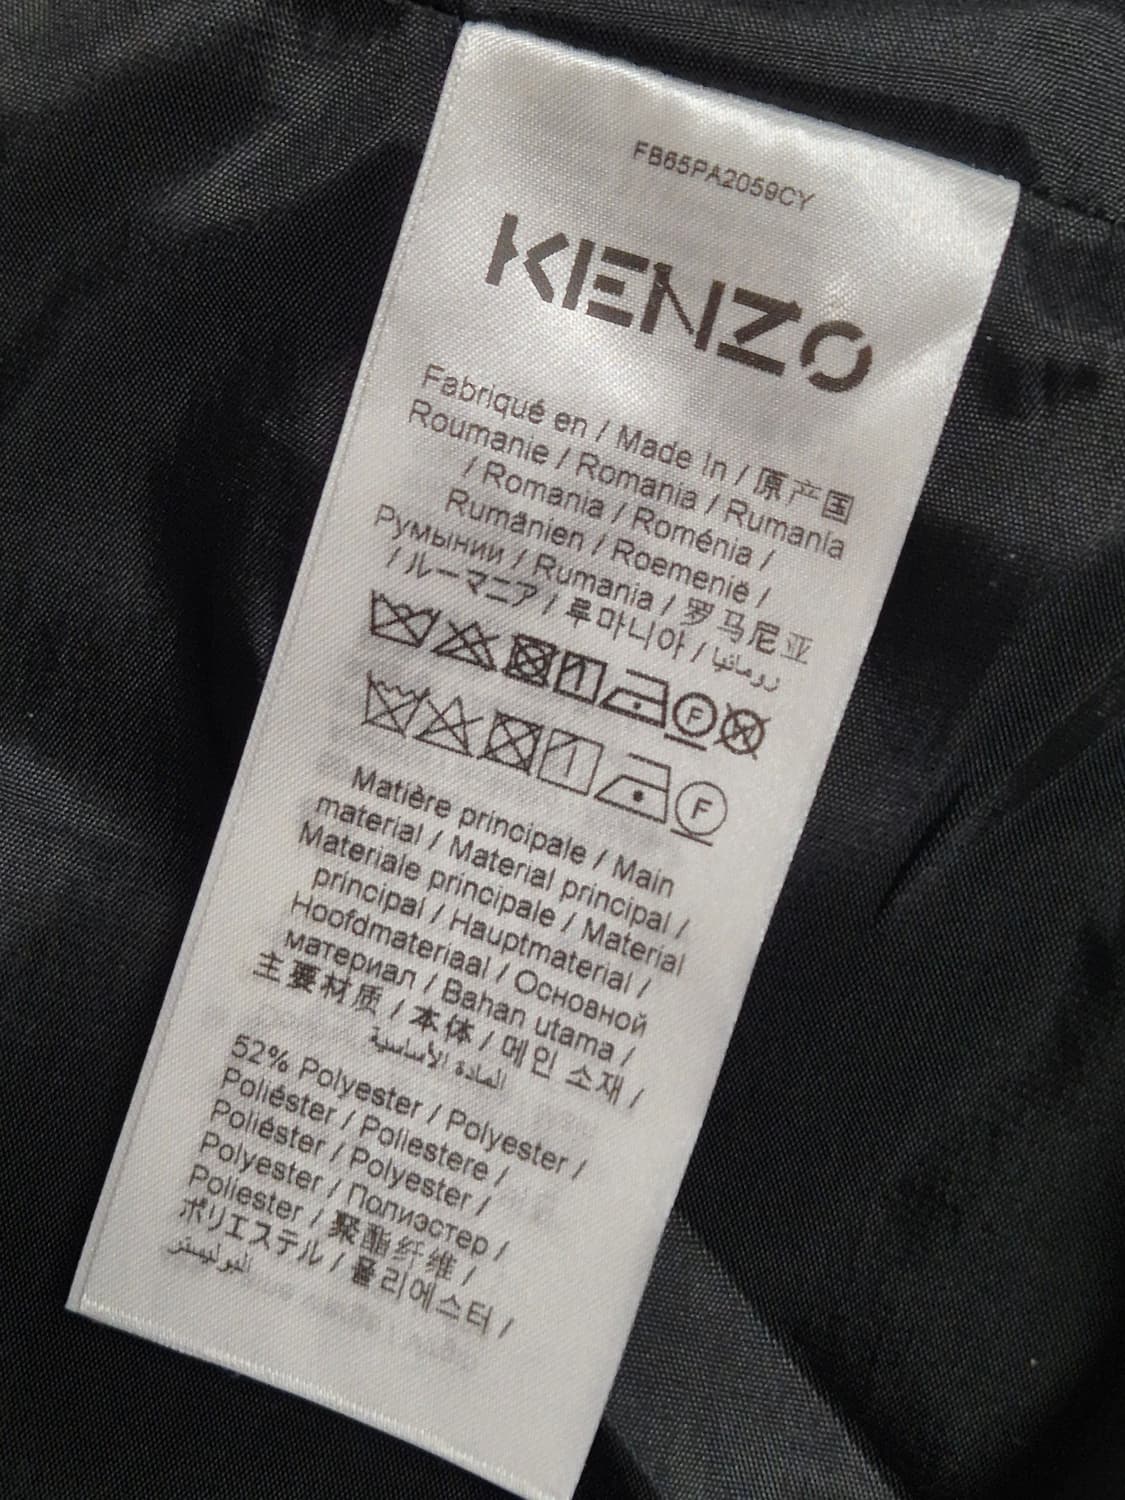 FB65PA2059CY
KENZO
Fabriqué en / Made In / 原产国
Roumanie / Romania / Rumanía
/ Romania / Roménia /
Rumänien / Roemenië /
Румынии / Rumania / 罗马尼亚
/ ルーマニア / 루마니아 / رومانيا
F
F
Matière principale / Main
material / Material principal /
Materiale principale / Material
principal / Hauptmaterial /
Hoofdmateriaal / Основной
материал / Bahan utama /
主要材质 / 本体 / 메인 소재 /
المادة الأساسية
52% Polyester / Polyester /
Poliéster / Poliestere /
Poliéster / Polyester /
Polyester / Полиэстер /
Poliester / 聚酯纤维 /
ポリエステル / 폴리에스터 /
البوليستر